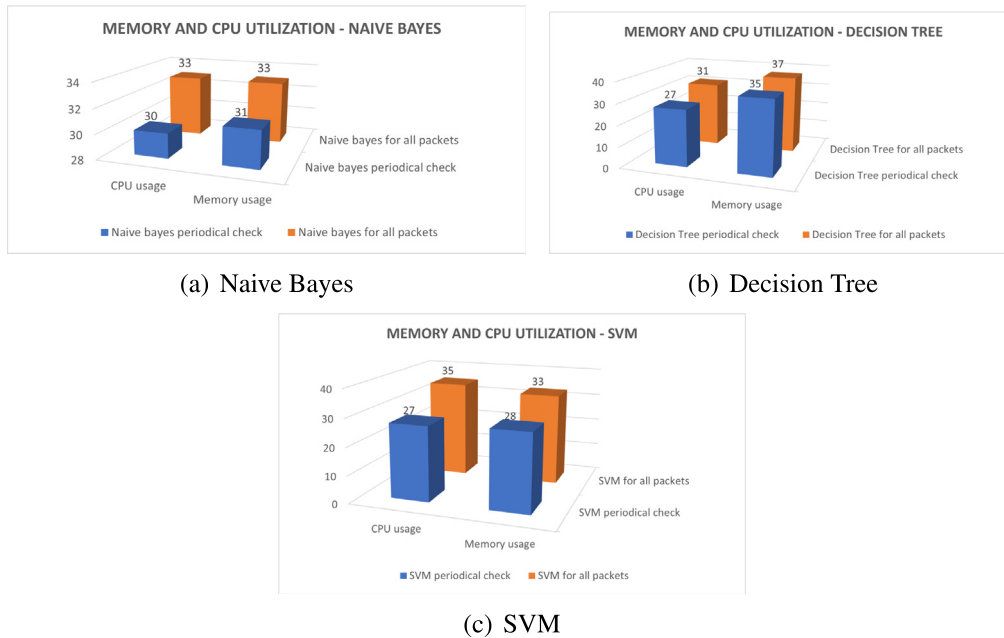 MEMORY AND CPU UTILIZATION - NAIVE BAYES
34
32
30
28
33
33
30
31
Naive bayes for all packets
Naive bayes periodical check
CPU usage
Memory usage
Naive bayes periodical check
Naive bayes for all packets
(a) Naive Bayes
MEMORY AND CPU UTILIZATION - DECISION TREE
40
30
20
10
0
31
37
27
35
Decision Tree for all packets
Decision Tree periodical check
CPU usage
Memory usage
Decision Tree periodical check
Decision Tree for all packets
(b) Decision Tree
MEMORY AND CPU UTILIZATION - SVM
40
30
20
10
0
35
33
27
28
SVM for all packets
SVM periodical check
CPU usage
Memory usage
SVM periodical check
SVM for all packets
(c) SVM